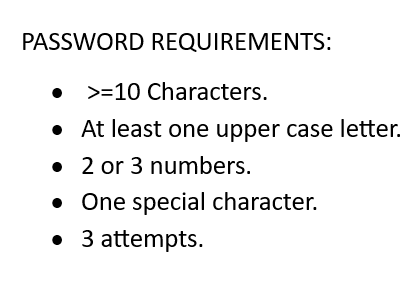 PASSWORD REQUIREMENTS:
• >=10 Characters.
• At least one upper case letter.
• 2 or 3 numbers.
• One special character.
• 3 attempts.